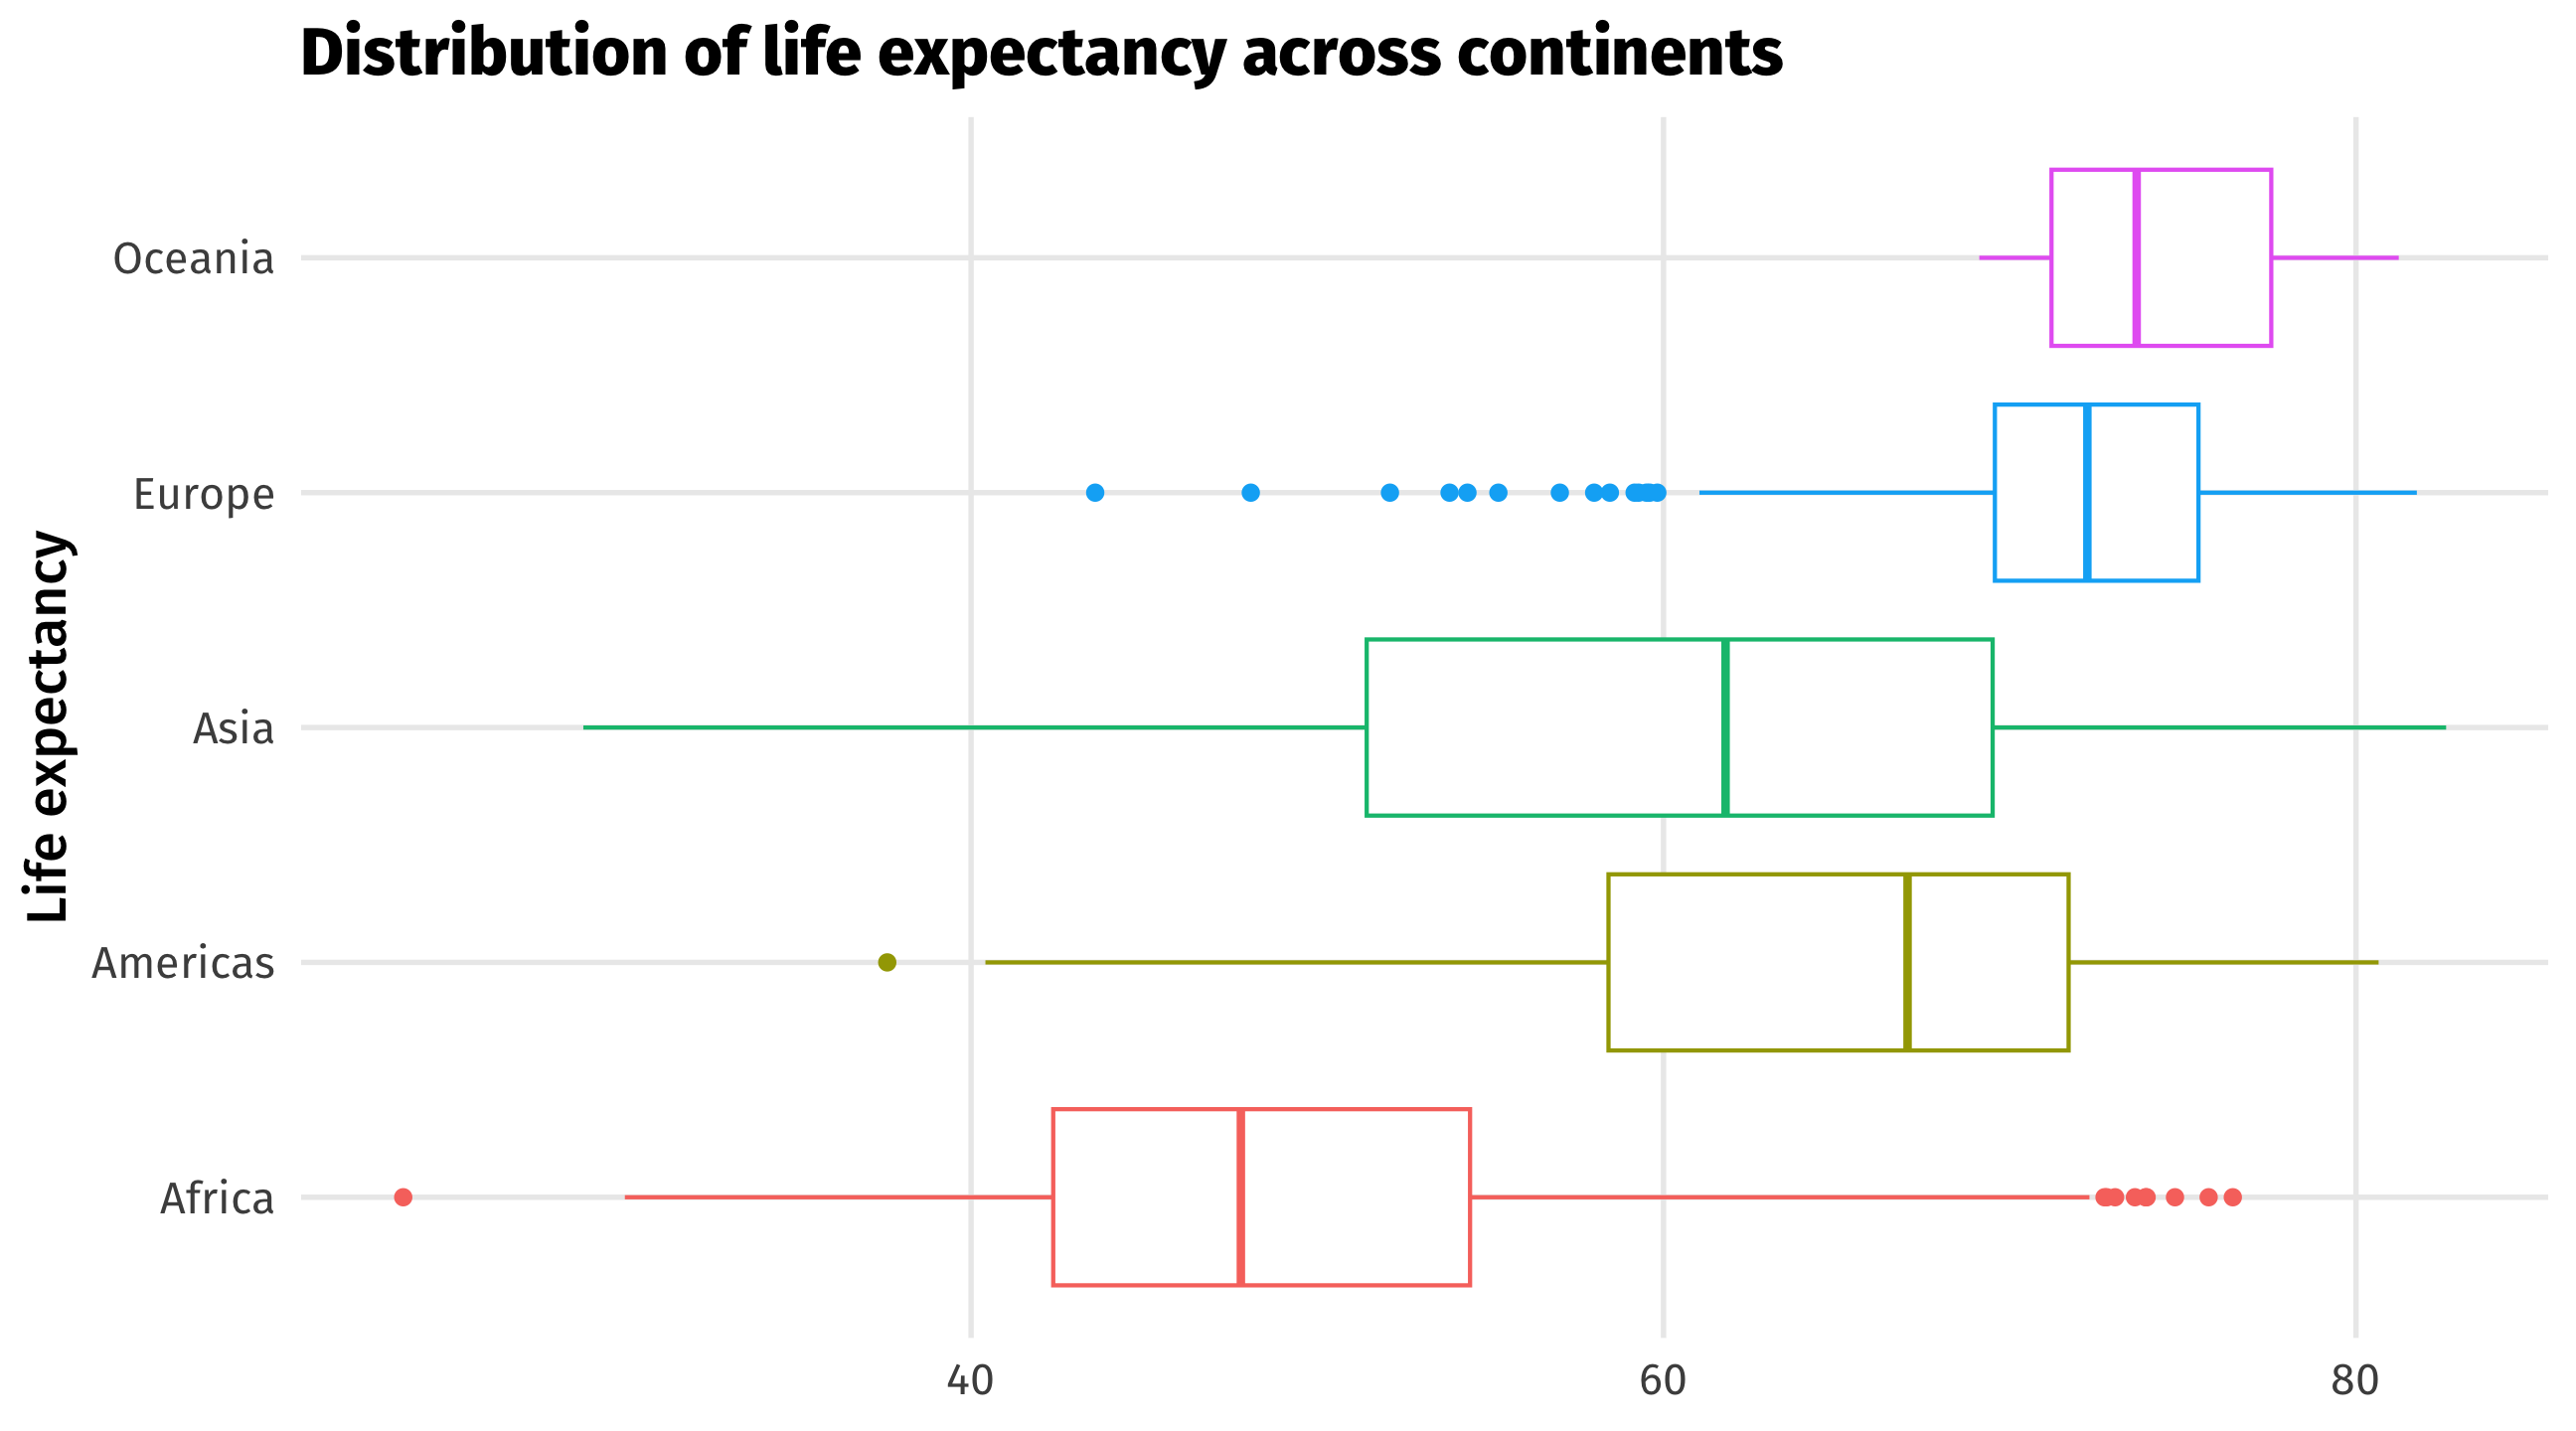 Distribution of life expectancy across continents
Life expectancy
Oceania
Europe
Asia
Americas
Africa
40 60 80